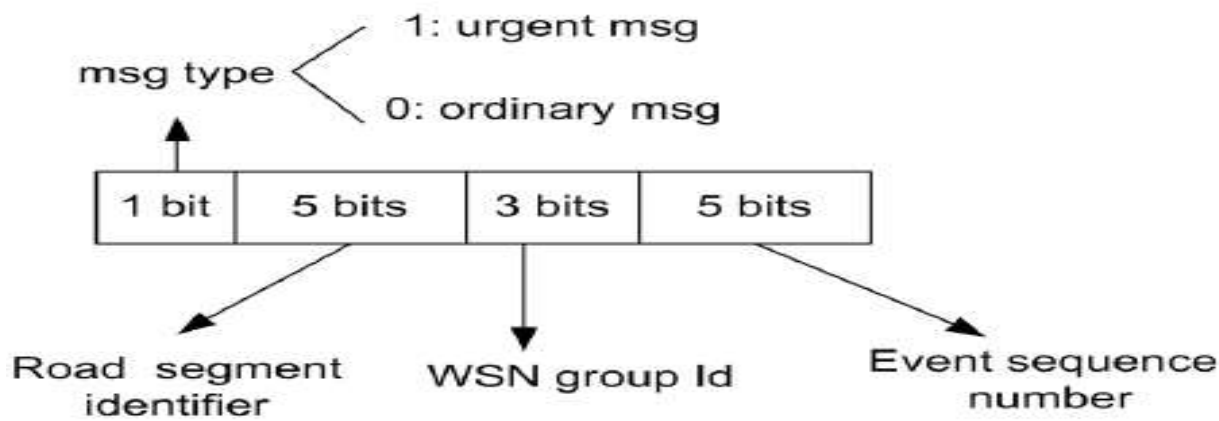 1: urgent msg
msg type
0: ordinary msg
1 bit
5 bits
3 bits
5 bits
Road segment
identifier
WSN group Id
Event sequence
number